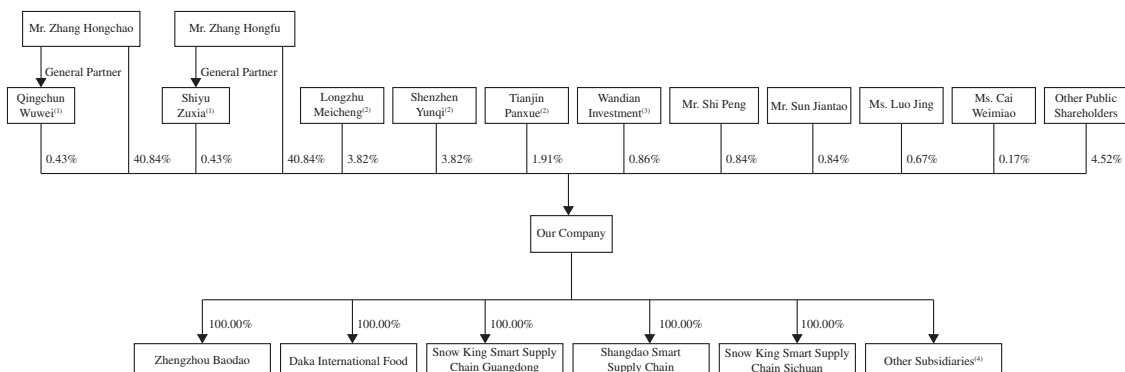 Mr. Zhang Hongchao
Mr. Zhang Hongfu
General Partner
General Partner
Qingchun
Wuwei(1)
Shiyu
Zuxia(1)
Longzhu
Meicheng(2)
Shenzhen
Yunqi(2)
Tianjin
Panxue(2)
Wandian
Investment(3)
Mr. Shi Peng
Mr. Sun Jiantao
Ms. Luo Jing
Ms. Cai
Weimiao
Other Public
Shareholders
0.43%
40.84%
0.43%
40.84%
3.82%
3.82%
1.91%
0.86%
0.84%
0.84%
0.67%
0.17%
4.52%
Our Company
100.00%
100.00%
100.00%
100.00%
100.00%
Zhengzhou Baodao
Daka International Food
Snow King Smart Supply
Chain Guangdong
Shangdao Smart
Supply Chain
Snow King Smart Supply
Chain Sichuan
Other Subsidiaries(4)